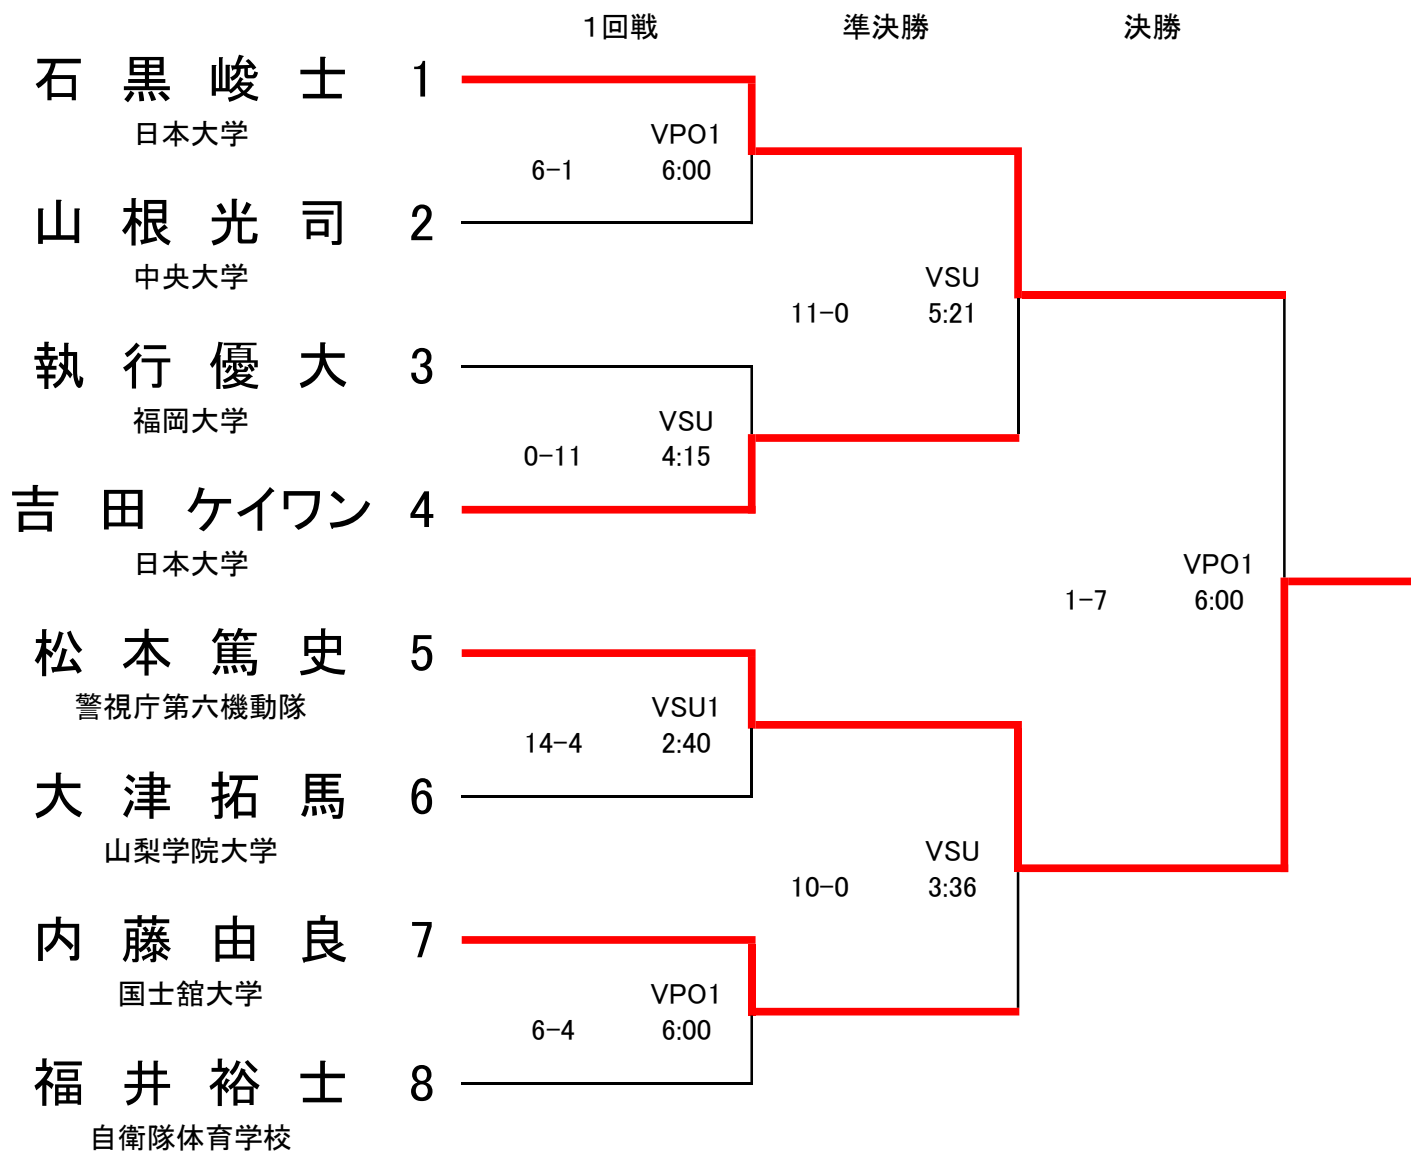 １回戦 準決勝 決勝
石 黒 峻 士 1
日本大学
VPO1
6-1 6:00
山 根 光 司 2
中央大学
VSU
11-0 5:21
執 行 優 大 3
福岡大学
VSU
0-11 4:15
吉 田 ケイワン 4
日本大学
VPO1
1-7 6:00
松 本 篤 史 5
警視庁第六機動隊
VSU1
14-4 2:40
大 津 拓 馬 6
山梨学院大学
VSU
10-0 3:36
内 藤 由 良 7
国士舘大学
VPO1
6-4 6:00
福 井 裕 士 8
自衛隊体育学校